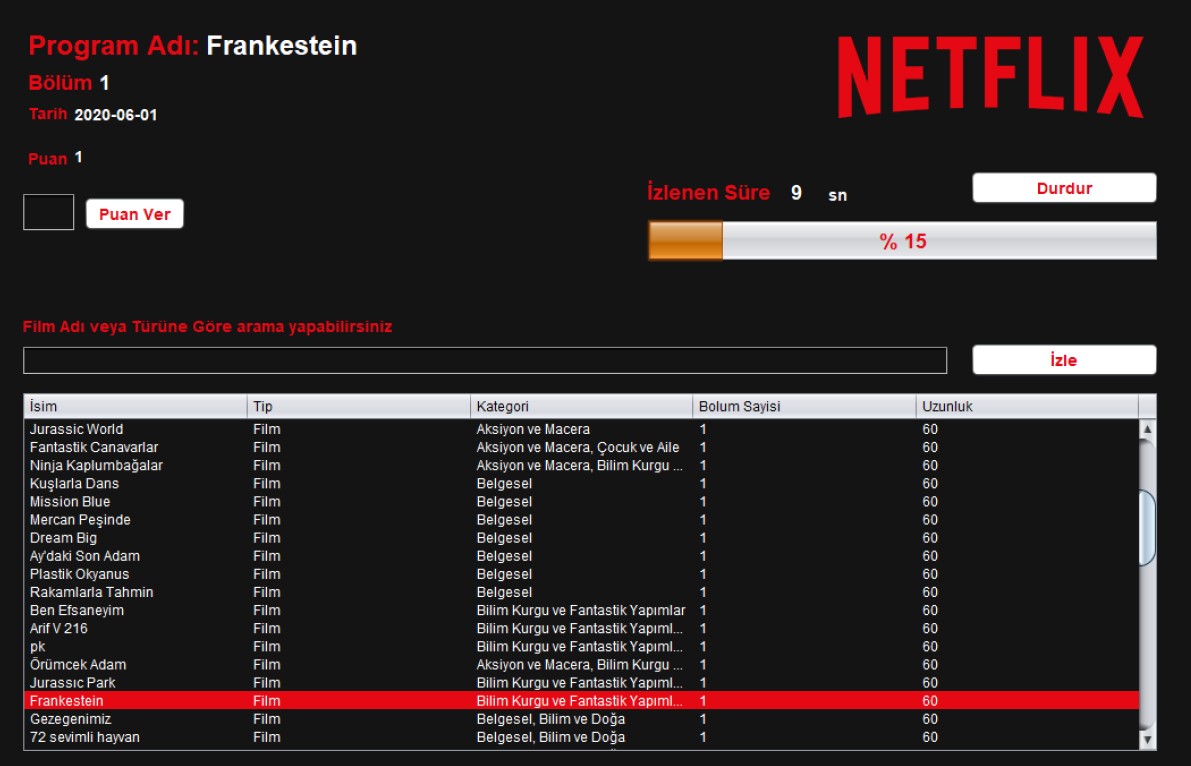 Program Adı: Frankestein
NETFLIX
Bölüm 1
Tarih 2020-06-01
Puan 1
İzlenen Süre 9 sn
Durdur
Puan Ver
% 15
Film Adı veya Türüne Göre arama yapabilirsiniz
İzle
İsim Tip Kategori Bolum Sayisi Uzunluk
Jurassic World Film Aksiyon ve Macera 1 60
Fantastik Canavarlar Film Aksiyon ve Macera, Çocuk ve Aile 1 60
Ninja Kaplumbağalar Film Aksiyon ve Macera, Bilim Kurgu ... 1 60
Kuşlarla Dans Film Belgesel 1 60
Mission Blue Film Belgesel 1 60
Mercan Peşinde Film Belgesel 1 60
Dream Big Film Belgesel 1 60
Ay'daki Son Adam Film Belgesel 1 60
Plastik Okyanus Film Belgesel 1 60
Rakamlarla Tahmin Film Belgesel 1 60
Ben Efsaneyim Film Bilim Kurgu ve Fantastik Yapımlar 1 60
Arif V 216 Film Bilim Kurgu ve Fantastik Yapıml... 1 60
pk Film Bilim Kurgu ve Fantastik Yapıml... 1 60
Örümcek Adam Film Aksiyon ve Macera, Bilim Kurgu ... 1 60
Jurassıc Park Film Bilim Kurgu ve Fantastik Yapıml... 1 60
Frankestein Film Bilim Kurgu ve Fantastik Yapıml... 1 60
Gezegenimiz Film Belgesel, Bilim ve Doğa 1 60
72 sevimli hayvan Film Belgesel, Bilim ve Doğa 1 60